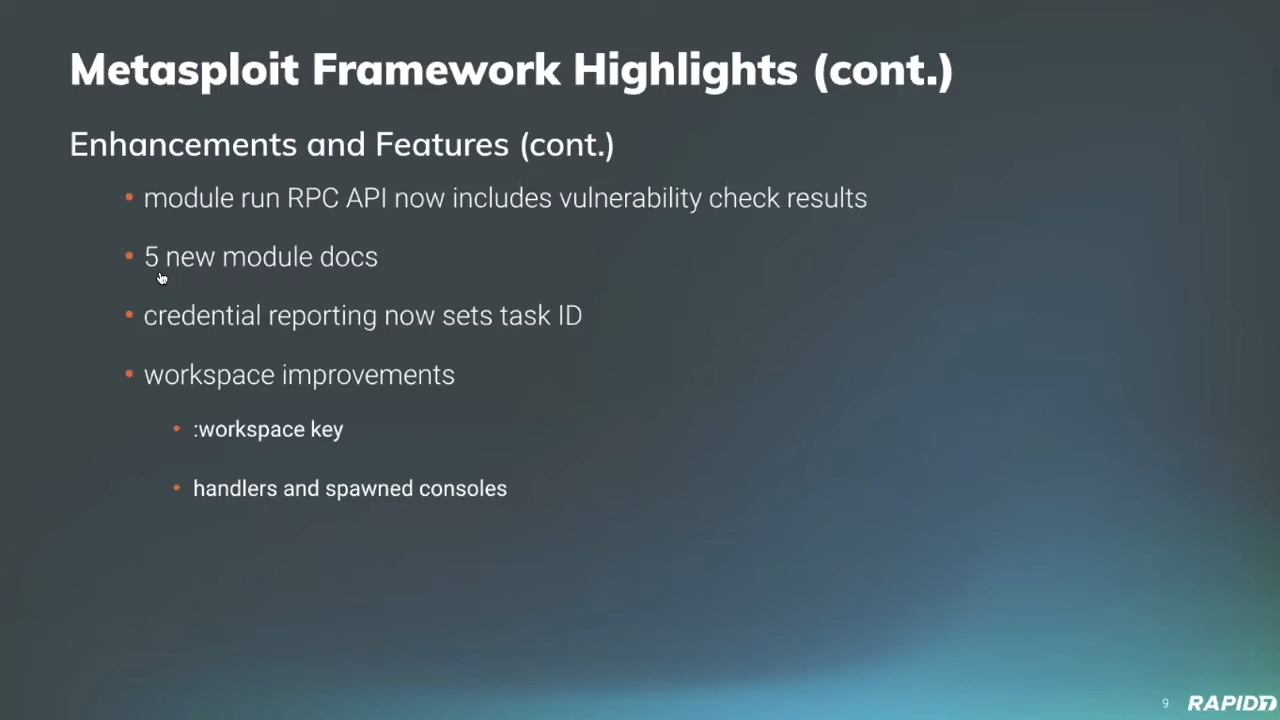 Metasploit Framework Highlights (cont.)
Enhancements and Features (cont.)
• module run RPC API now includes vulnerability check results
• 5 new module docs
• credential reporting now sets task ID
• workspace improvements
• :workspace key
• handlers and spawned consoles
9 RAPID7